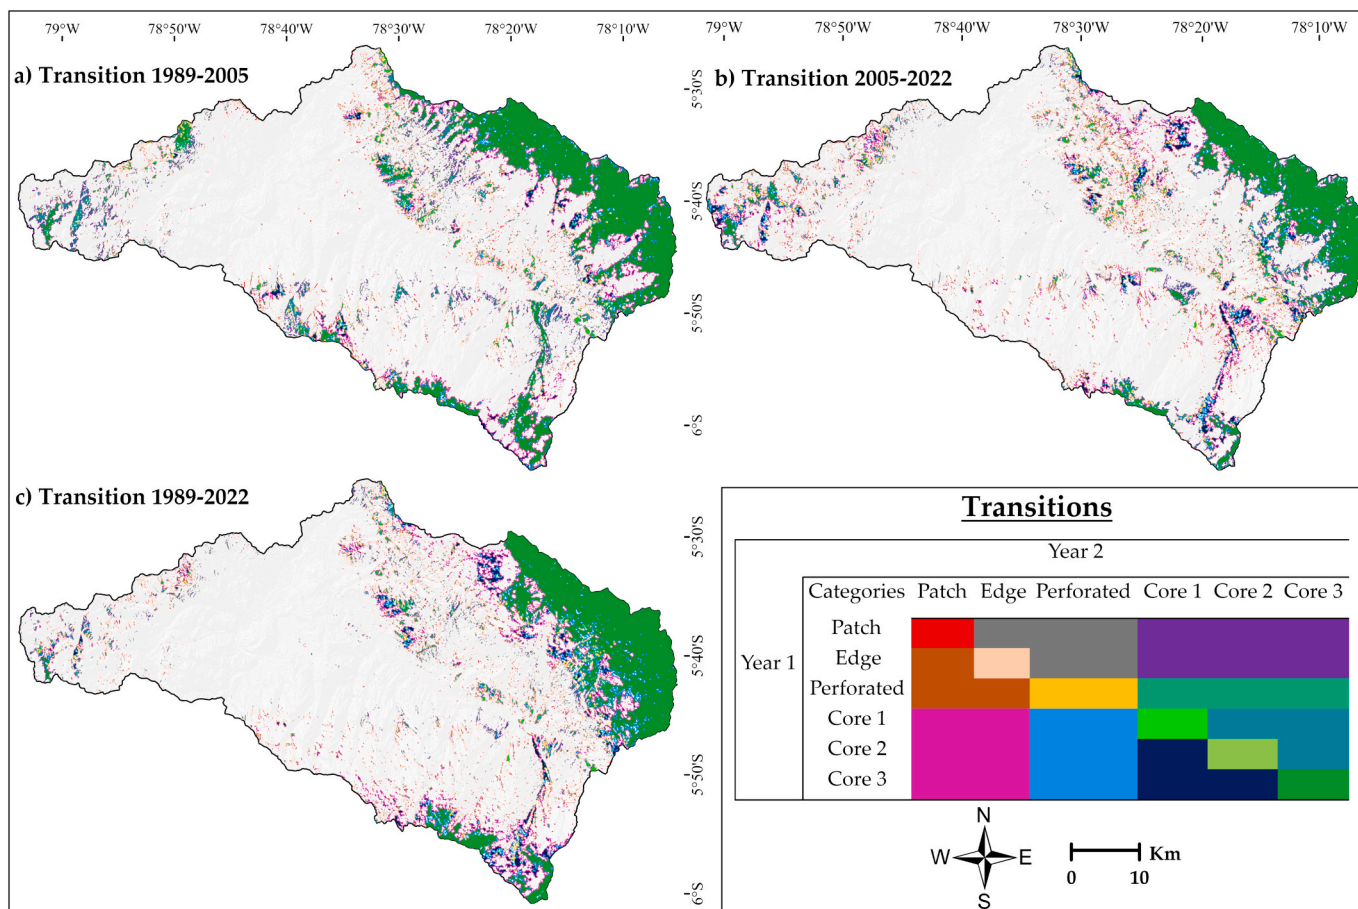 79°W 78°50'W 78°40'W 78°30'W 78°20'W 78°10'W
79°W 78°50'W 78°40'W 78°30'W 78°20'W 78°10'W
a) Transition 1989-2005
b) Transition 2005-2022
5°30'S
5°40'S
5°50'S
6°S
c) Transition 1989-2022
5°30'S
5°40'S
5°50'S
6°S
Transitions
Year 2
Categories Patch Edge Perforated Core 1 Core 2 Core 3
Year 1
Patch
Edge
Perforated
Core 1
Core 2
Core 3
N
W E
S
Km
0 10